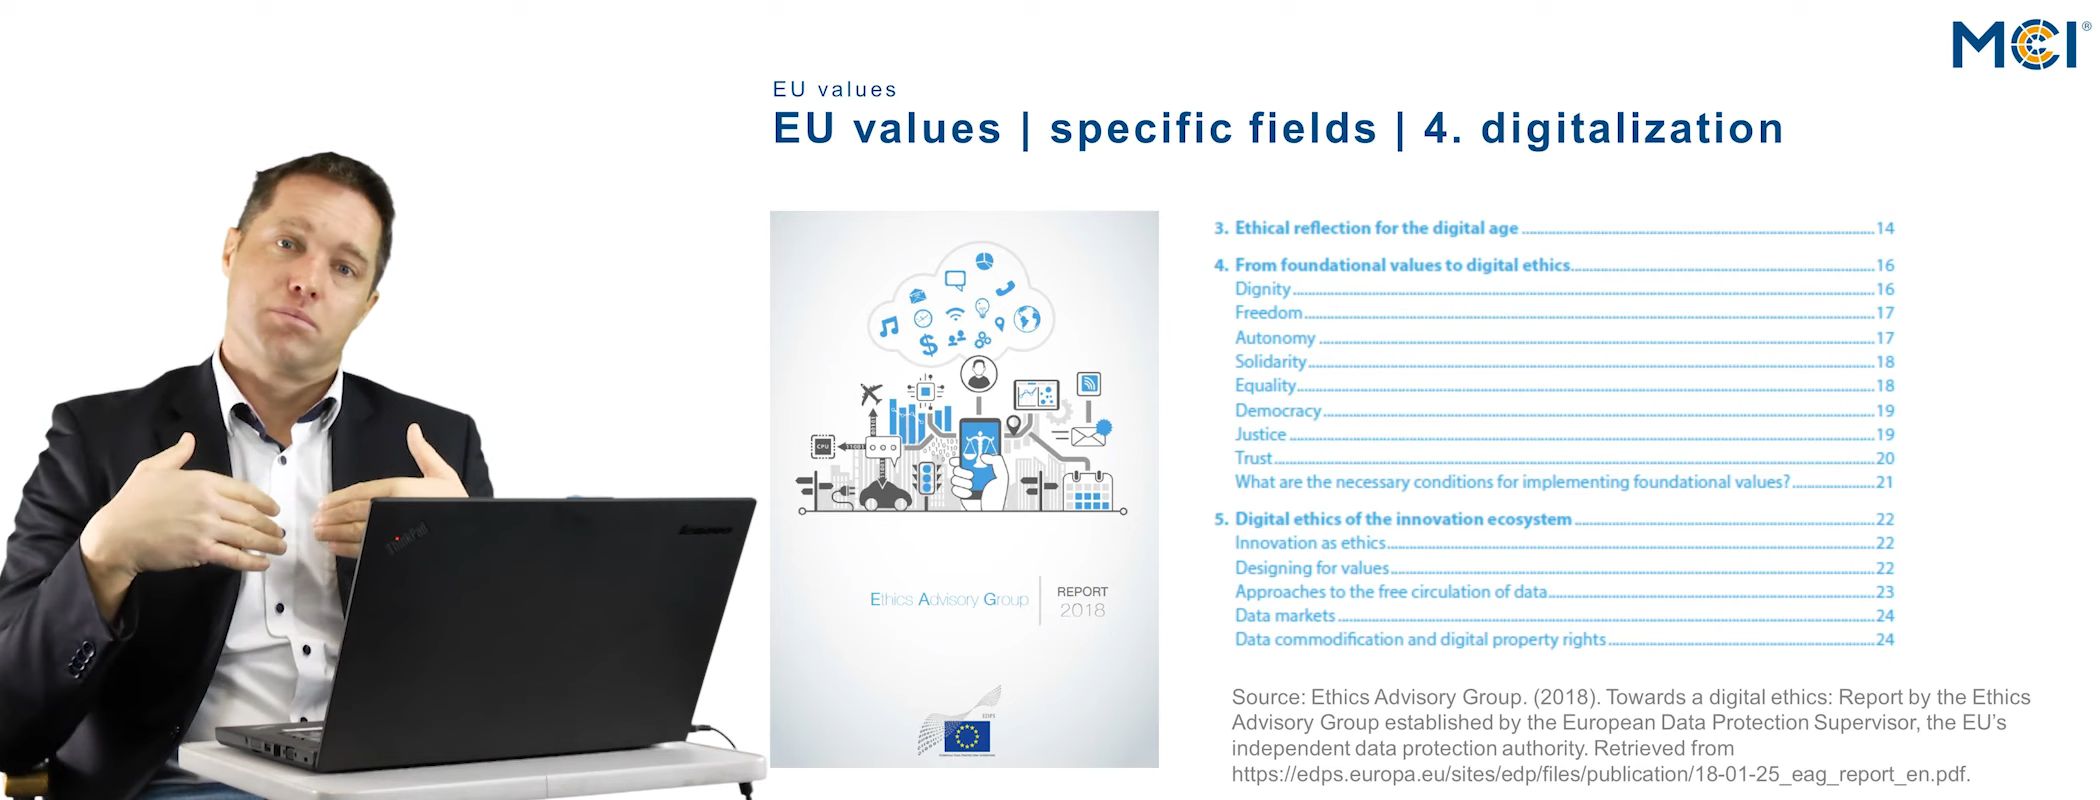 MCI®
EU values
EU values | specific fields | 4. digitalization
3. Ethical reflection for the digital age 14
4. From foundational values to digital ethics 16
Dignity 16
Freedom 17
Autonomy 17
Solidarity 18
Equality 18
Democracy 19
Justice 19
Trust 20
What are the necessary conditions for implementing foundational values? 21
5. Digital ethics of the innovation ecosystem 22
Innovation as ethics 22
Designing for values 22
Approaches to the free circulation of data 23
Data markets 24
Data commodification and digital property rights 24
CPU
Ethics Advisory Group
REPORT
2018
EDPS
Source: Ethics Advisory Group. (2018). Towards a digital ethics: Report by the Ethics
Advisory Group established by the European Data Protection Supervisor, the EU’s
independent data protection authority. Retrieved from
https://edps.europa.eu/sites/edp/files/publication/18-01-25_eag_report_en.pdf.
ThinkPad
Lenovo